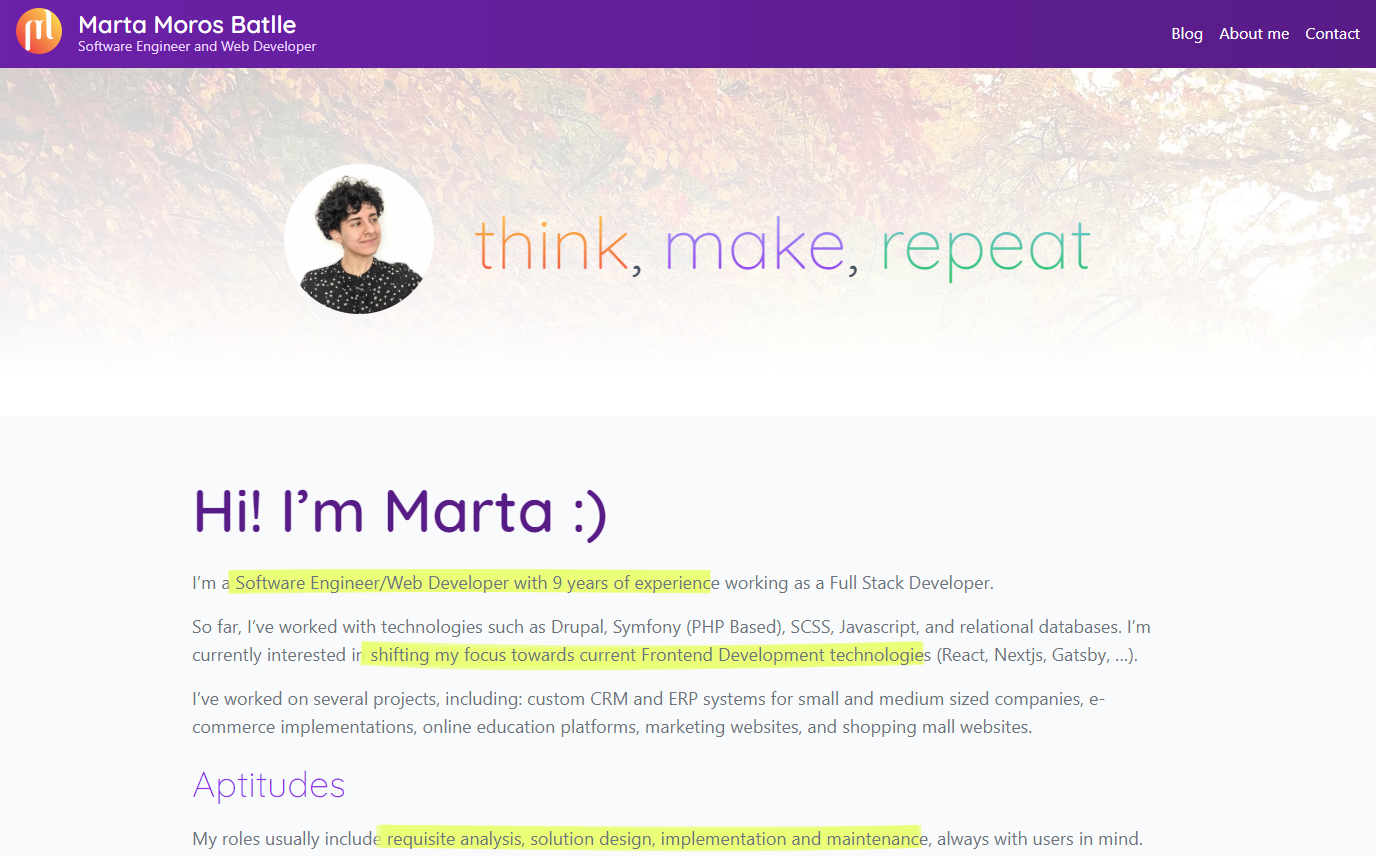 Marta Moros Batlle
Software Engineer and Web Developer
Blog About me Contact
think, make, repeat
Hi! I’m Marta :)
I’m a Software Engineer/Web Developer with 9 years of experience working as a Full Stack Developer.
So far, I’ve worked with technologies such as Drupal, Symfony (PHP Based), SCSS, Javascript, and relational databases. I’m
currently interested in shifting my focus towards current Frontend Development technologies (React, Nextjs, Gatsby, ...).
I’ve worked on several projects, including: custom CRM and ERP systems for small and medium sized companies, e-
commerce implementations, online education platforms, marketing websites, and shopping mall websites.
Aptitudes
My roles usually include requisite analysis, solution design, implementation and maintenance, always with users in mind.